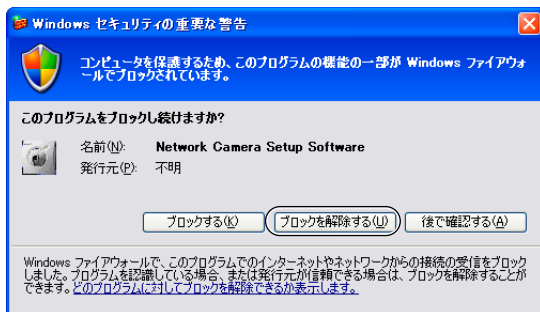 Windows セキュリティの重要な警告
コンピュータを保護するため、このプログラムの機能の一部が Windows ファイアウォ
ールでブロックされています。
このプログラムをブロックし続けますか?
名前(N): Network Camera Setup Software
発行元(P): 不明
ブロックする(K) ブロックを解除する(U) 後で確認する(A)
Windows ファイアウォールで、このプログラムでのインターネットやネットワークからの接続の受信をブロック
しました。プログラムを認識している場合、または発行元が信頼できる場合は、ブロックを解除することが
できます。どのプログラムに対してブロックを解除できるか表示します。